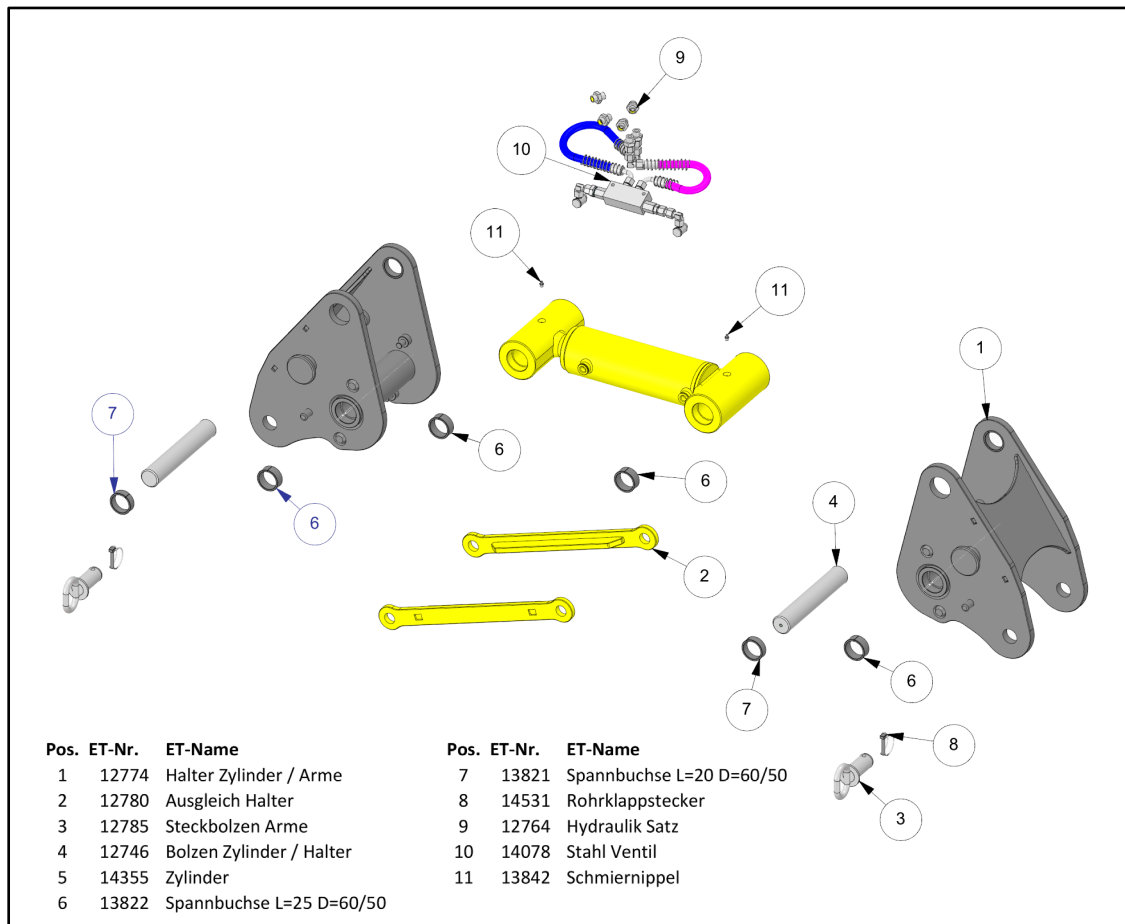 9
10
11
11
1
7
6
6
6
4
2
7
6
8
3
Pos. ET-Nr. ET-Name
1 12774 Halter Zylinder / Arme
2 12780 Ausgleich Halter
3 12785 Steckbolzen Arme
4 12746 Bolzen Zylinder / Halter
5 14355 Zylinder
6 13822 Spannbuchse L=25 D=60/50
Pos. ET-Nr. ET-Name
7 13821 Spannbuchse L=20 D=60/50
8 14531 Rohrklappstecker
9 12764 Hydraulik Satz
10 14078 Stahl Ventil
11 13842 Schmiernippel